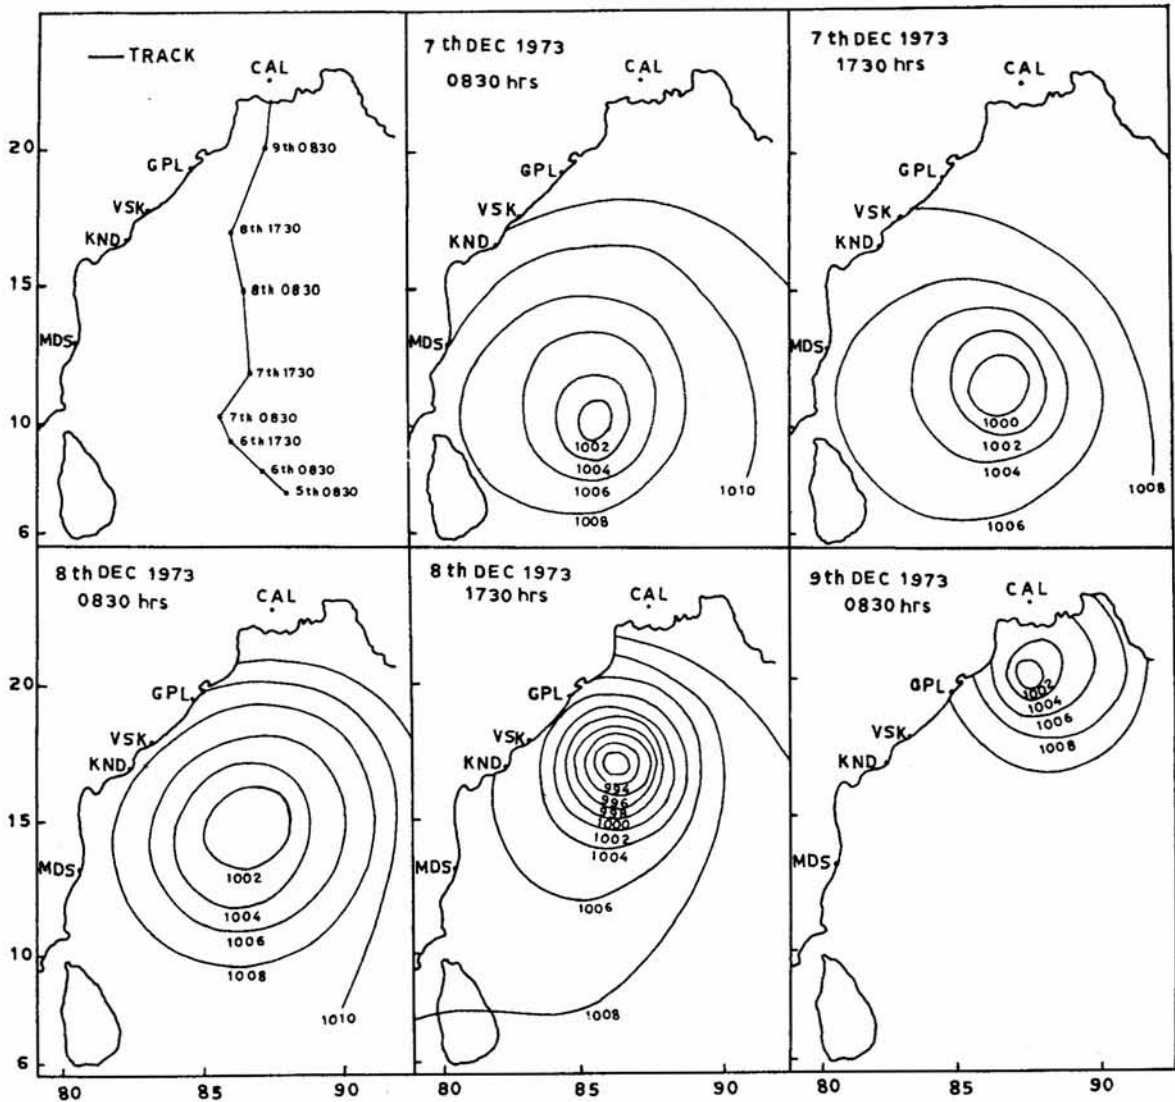 TRACK
CAL
20
9th 0830
GPL
VSK
8th 1730
KND
15
8th 0830
MDS
7th 1730
10
7th 0830
6th 1730
6th 0830
5th 0830
6
7th DEC 1973
0830 hrs
CAL
GPL
VSK
KND
MDS
1002
1004
1006
1008
1010
7th DEC 1973
1730 hrs
CAL
GPL
VSK
KND
MDS
1000
1002
1004
1006
1008
8th DEC 1973
0830 hrs
CAL
20
GPL
VSK
KND
15
MDS
1002
1004
1006
10
1008
1010
6
80 85 90
8th DEC 1973
1730 hrs
CAL
GPL
VSK
KND
994
996
998
1000
1002
1004
MDS
1006
1008
80 85 90
9th DEC 1973
0830 hrs
CAL
GPL
1002
1004
1006
1008
VSK
KND
MDS
80 85 90